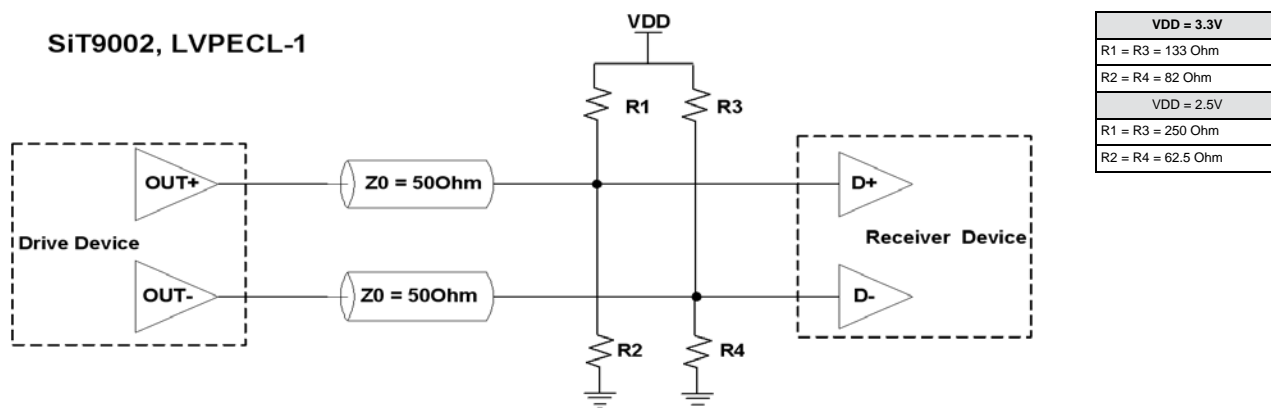 SiT9002, LVPECL-1
VDD
R1
R3
OUT+
Z0 = 50Ohm
D+
Drive Device
Receiver Device
OUT-
Z0 = 50Ohm
D-
R2
R4
VDD = 3.3V
R1 = R3 = 133 Ohm
R2 = R4 = 82 Ohm
VDD = 2.5V
R1 = R3 = 250 Ohm
R2 = R4 = 62.5 Ohm